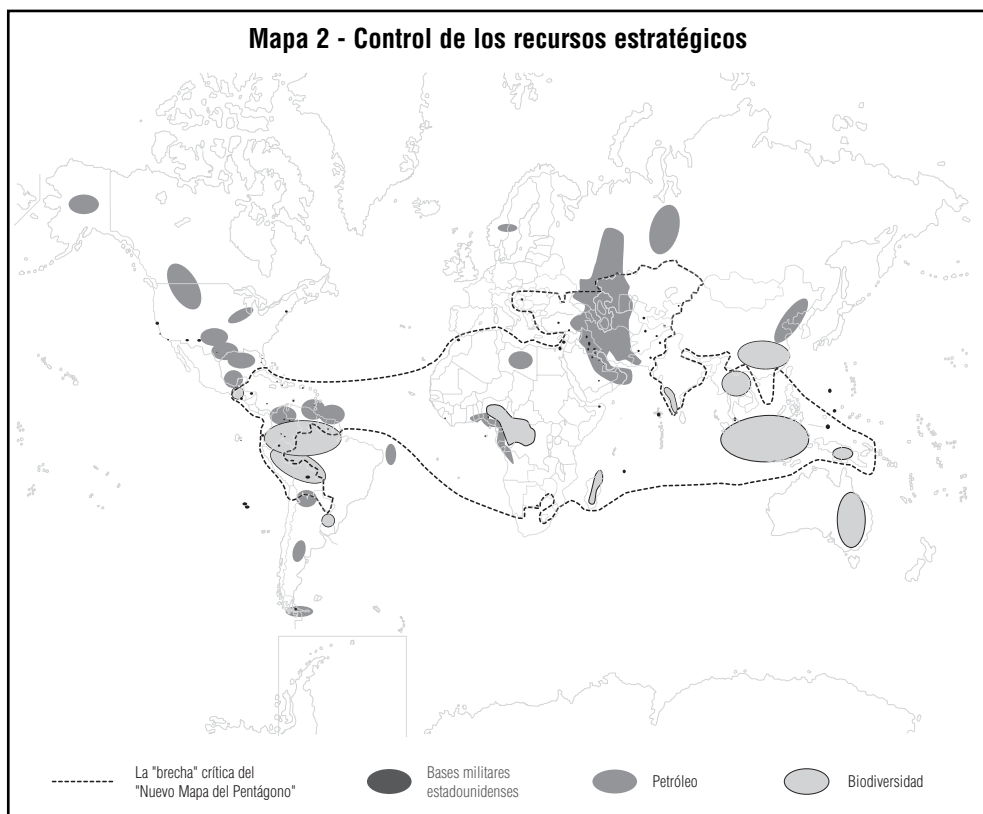 Mapa 2 - Control de los recursos estratégicos
La "brecha" crítica del
"Nuevo Mapa del Pentágono"
Bases militares
estadounidenses
Petróleo
Biodiversidad